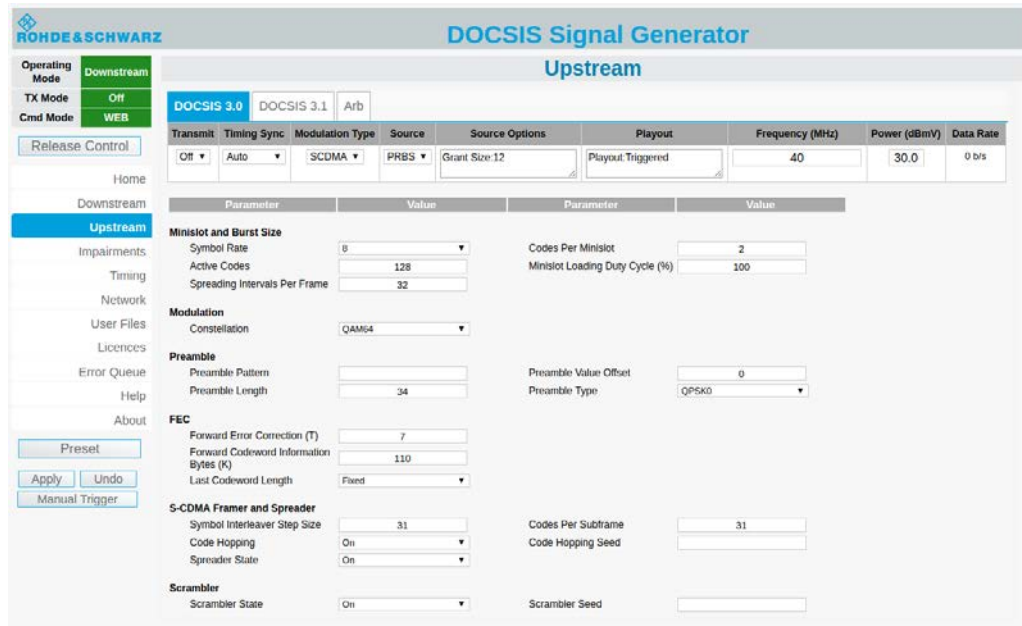 ROHDE&SCHWARZ
DOCSIS Signal Generator
Operating Mode Downstream
TX Mode Off
Cmd Mode WEB
Release Control
Home
Downstream
Upstream
Impairments
Timing
Network
User Files
Licences
Error Queue
Help
About
Preset
Apply Undo
Manual Trigger
Upstream
DOCSIS 3.0 DOCSIS 3.1 Arb
Transmit Timing Sync Modulation Type Source Source Options Playout Frequency (MHz) Power (dBmV) Data Rate
Off Auto SCDMA PRBS Grant Size:12 Playout:Triggered 40 30.0 0 b/s
Parameter Value Parameter Value
Minislot and Burst Size
Symbol Rate 8 Codes Per Minislot 2
Active Codes 128 Minislot Loading Duty Cycle (%) 100
Spreading Intervals Per Frame 32
Modulation
Constellation QAM64
Preamble
Preamble Pattern Preamble Value Offset 0
Preamble Length 34 Preamble Type QPSK0
FEC
Forward Error Correction (T) 7
Forward Codeword Information
Bytes (K) 110
Last Codeword Length Fixed
S-CDMA Framer and Spreader
Symbol Interleaver Step Size 31 Codes Per Subframe 31
Code Hopping On Code Hopping Seed
Spreader State On
Scrambler
Scrambler State On Scrambler Seed